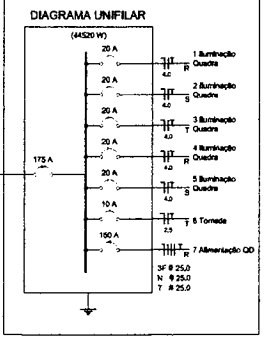 DIAGRAMA UNIFILAR
(44520 W)
20 A
1 Iluminação
Quadra
R
4,0
20 A
2 Iluminação
Quadra
S
4,0
20 A
3 Iluminação
Quadra
T
4,0
20 A
4 Iluminação
Quadra
R
4,0
175 A
20 A
5 Iluminação
Quadra
S
4,0
10 A
T 6 Tomada
2,5
150 A
7 Alimentação QD
R
3F # 25,0
N # 25,0
T # 25,0